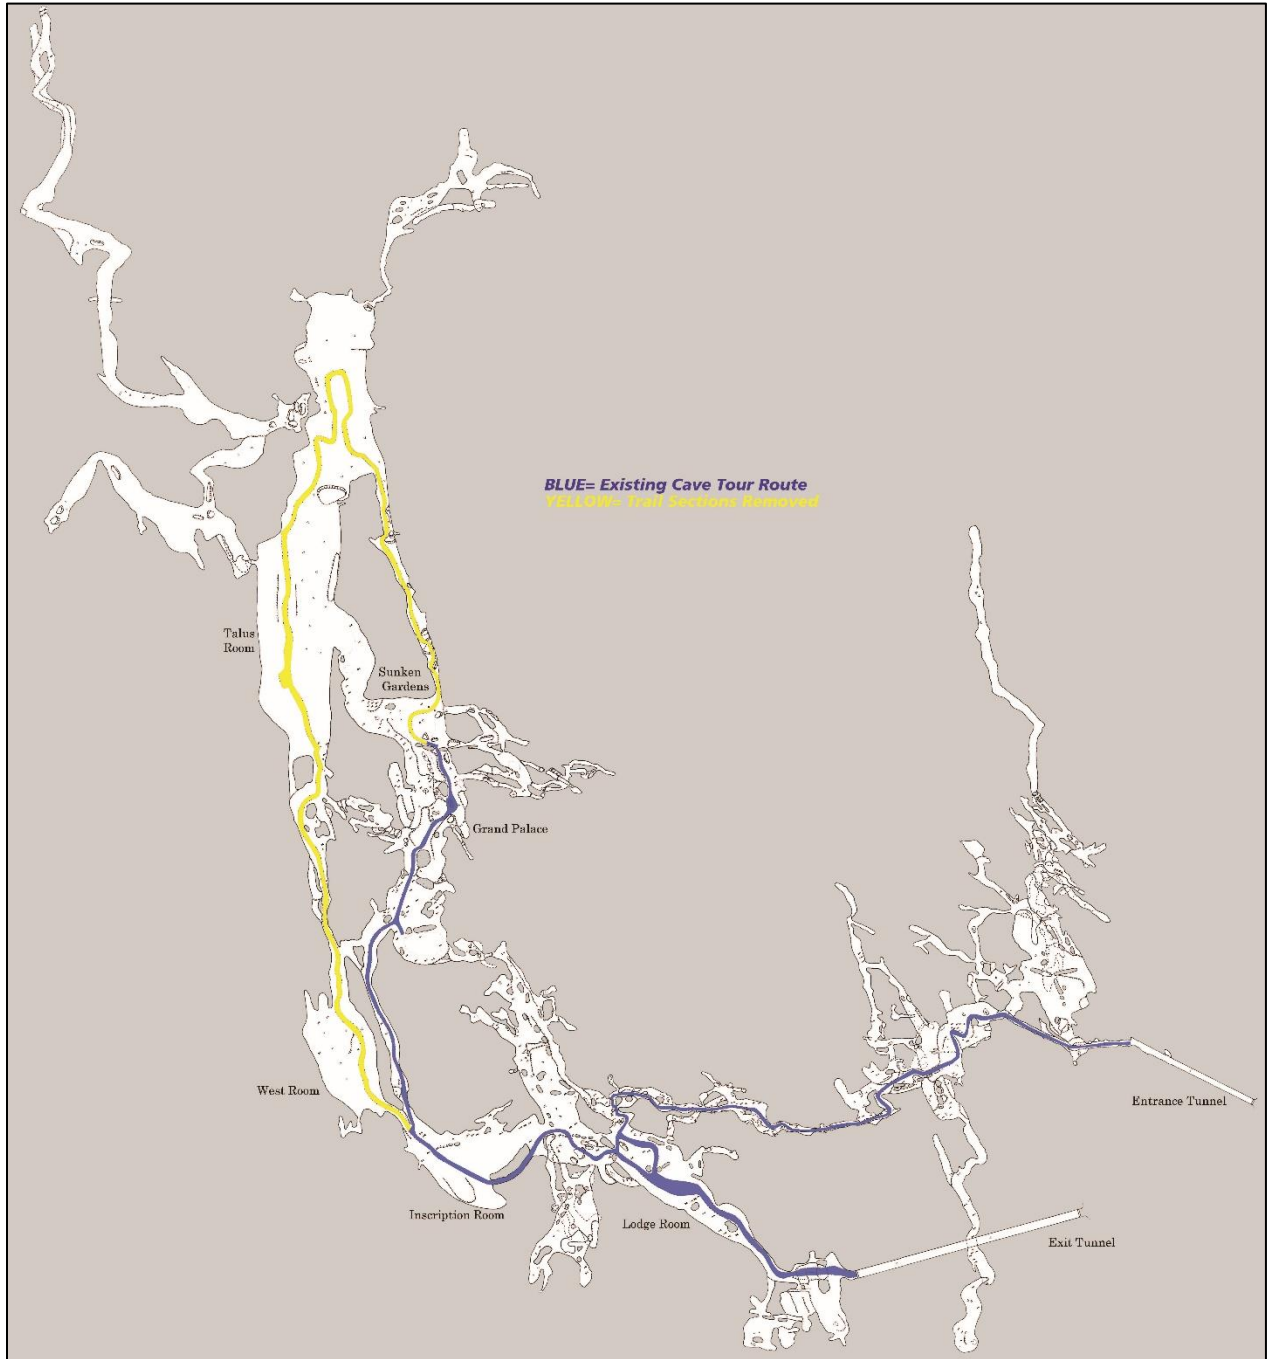 BLUE= Existing Cave Tour Route
YELLOW= Trail Sections Removed
Talus
Room
Sunken
Gardens
Grand Palace
West Room
Entrance Tunnel
Inscription Room
Lodge Room
Exit Tunnel